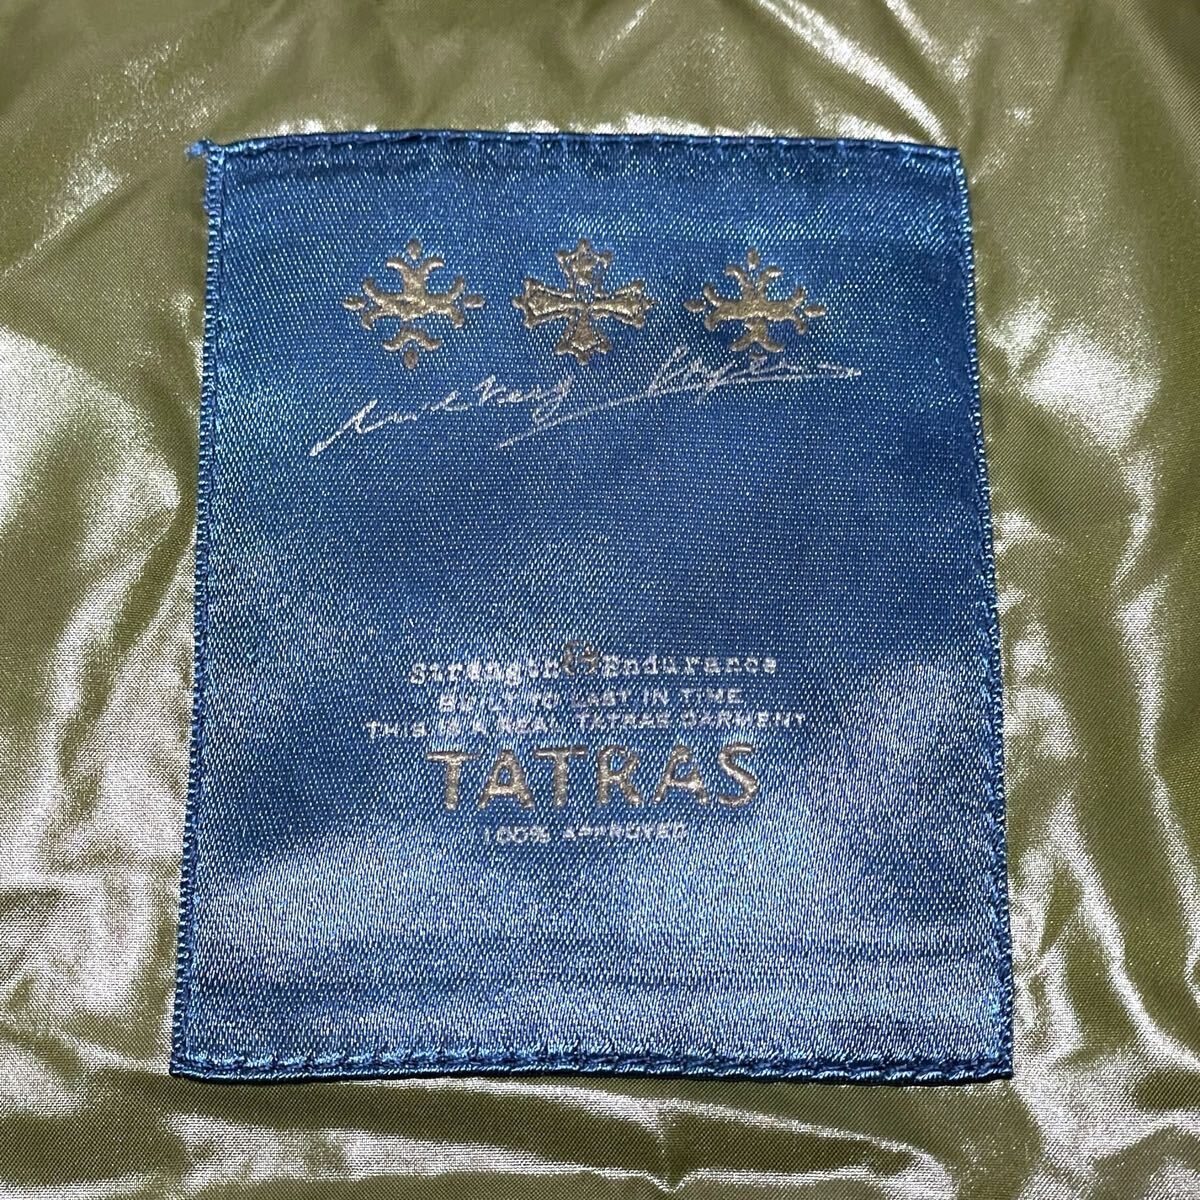 Strength & Endurance
BUILT TO LAST IN TIME
THIS IS A REAL TATRAS GARMENT
TATRAS
100% APPROVED